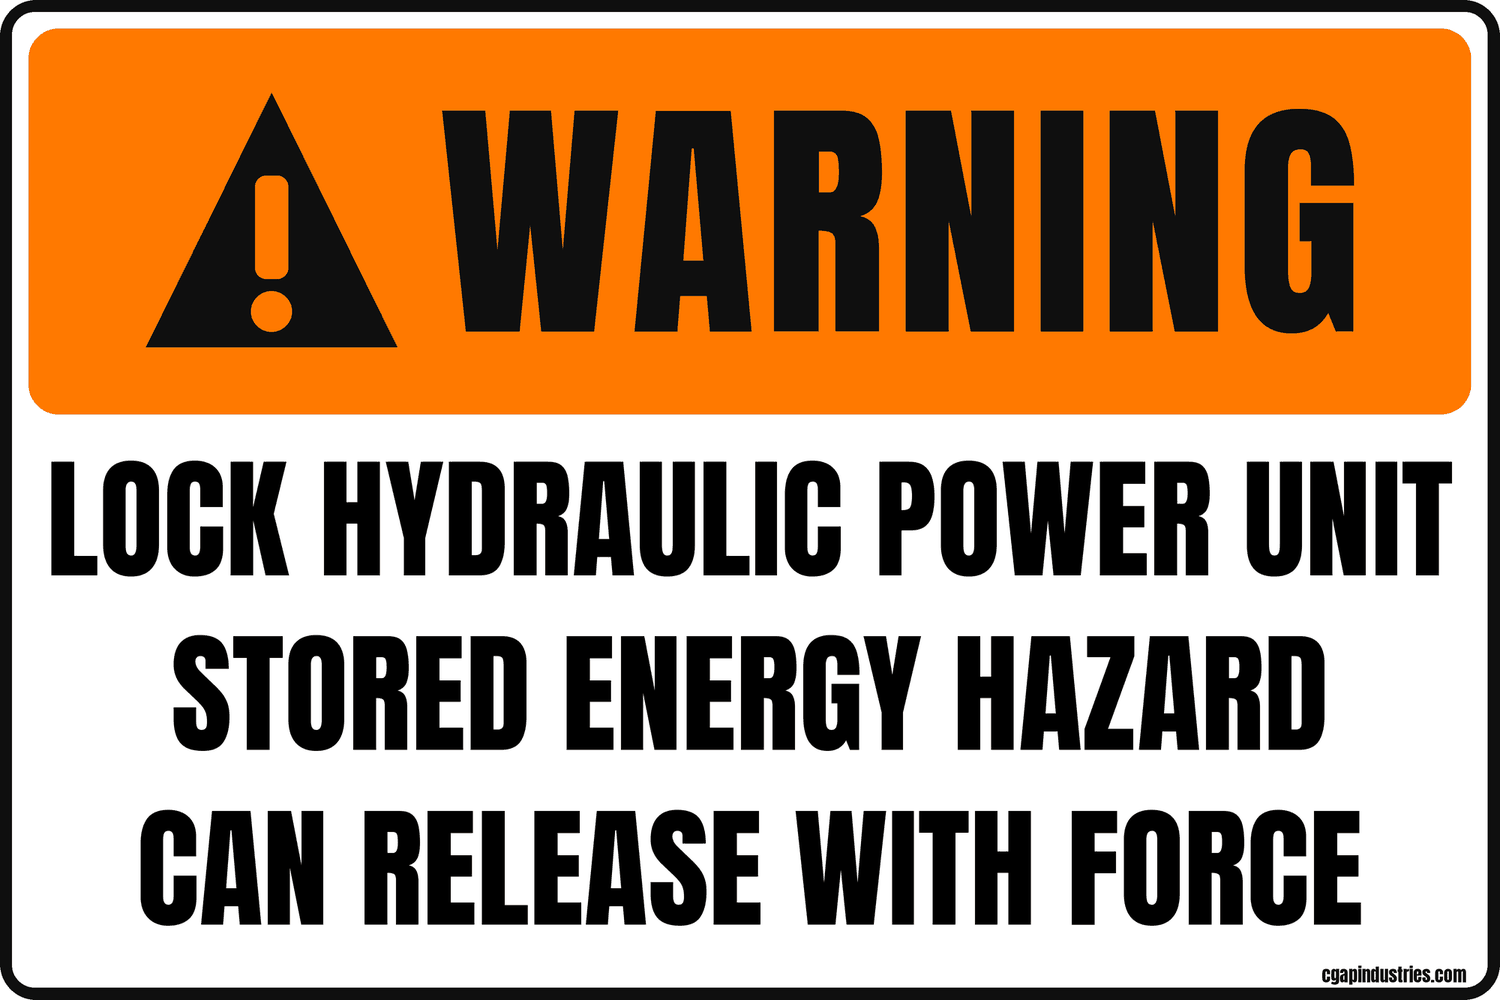 WARNING
LOCK HYDRAULIC POWER UNIT
STORED ENERGY HAZARD
CAN RELEASE WITH FORCE
cgapindustries.com